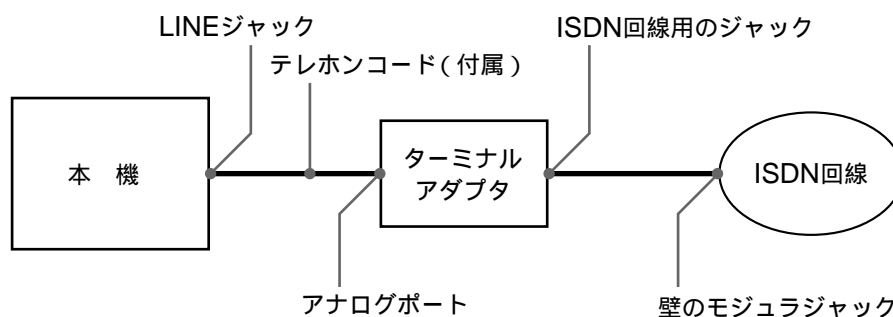 LINEジャック
ISDN回線用のジャック
テレホンコード(付属)
本 機
ターミナル
アダプタ
ISDN回線
アナログポート
壁のモジュラジャック